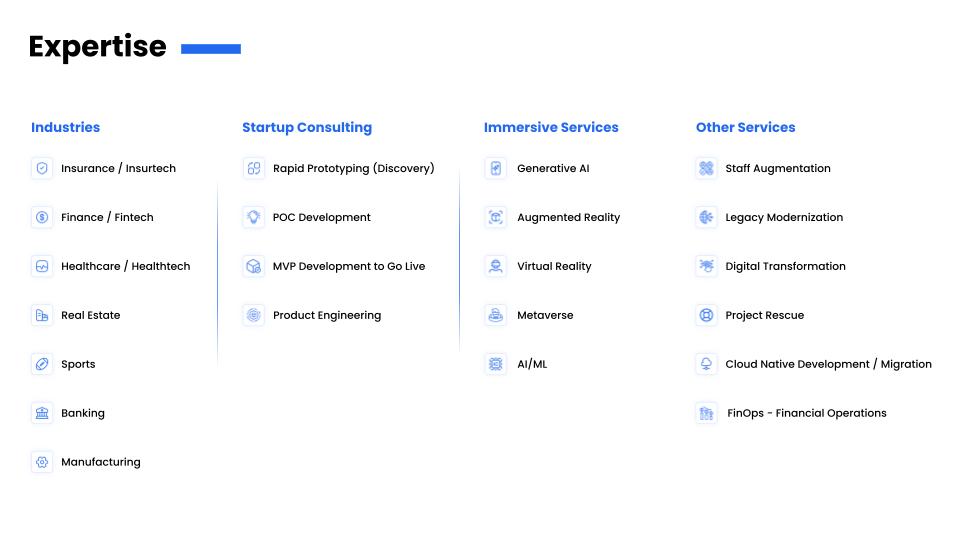 Expertise
Industries
Insurance / Insurtech
Finance / Fintech
Healthcare / Healthtech
Real Estate
Sports
Banking
Manufacturing
Startup Consulting
Rapid Prototyping (Discovery)
POC Development
MVP Development to Go Live
Product Engineering
Immersive Services
Generative AI
Augmented Reality
Virtual Reality
Metaverse
AI/ML
Other Services
Staff Augmentation
Legacy Modernization
Digital Transformation
Project Rescue
Cloud Native Development / Migration
FinOps - Financial Operations